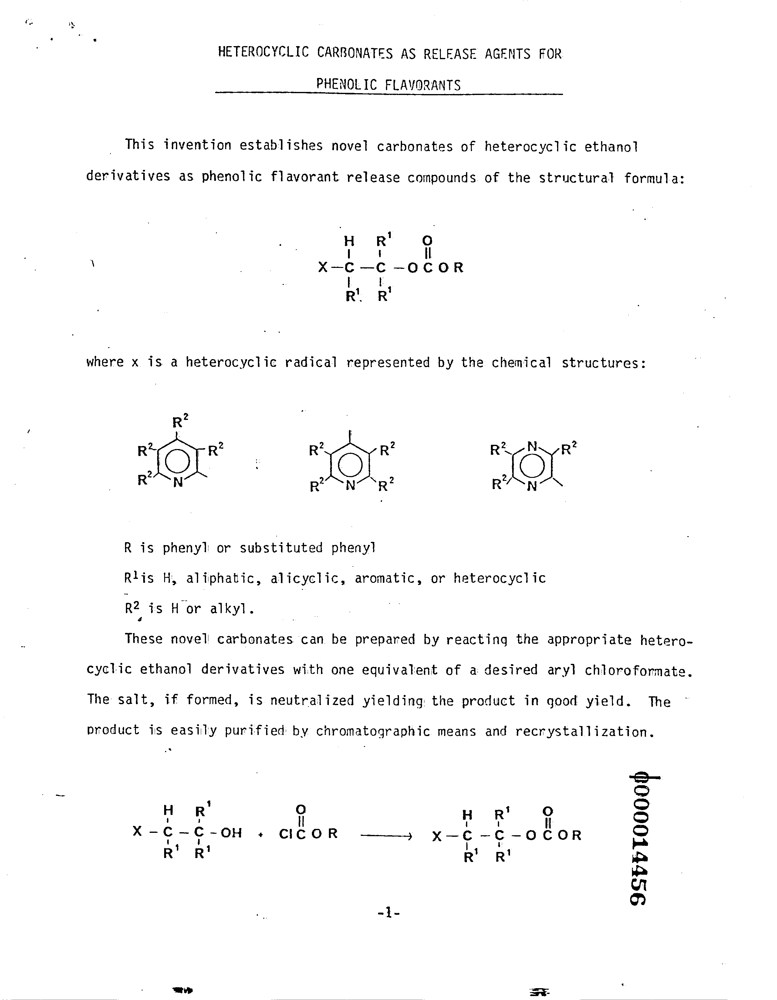 HETEROCYCLIC CARBONATES AS RELEASE AGENTS FOR
PHENOLIC FLAVORANTS
This invention establishes novel carbonates of heterocyclic ethanol
derivatives as phenolic flavorant release compounds of the structural formula:
H R¹ O
X—C—C—OCOR
R¹ R¹
where x is a heterocyclic radical represented by the chemical structures:
R²
R² R² R² R² R² N R²
R² N R² N R² R² N
R is phenyl or substituted phenyl
R¹is H, aliphatic, alicyclic, aromatic, or heterocyclic
R² is H or alkyl.
These novel carbonates can be prepared by reacting the appropriate hetero-
cyclic ethanol derivatives with one equivalent of a desired aryl chloroformate.
The salt, if formed, is neutralized yielding the product in good yield. The
product is easily purified by chromatographic means and recrystallization.
H R¹ O H R¹ O
X—C—C—OH + ClCOR ⟶ X—C—C—OCOR
R¹ R¹ R¹ R¹
-1-
000014456